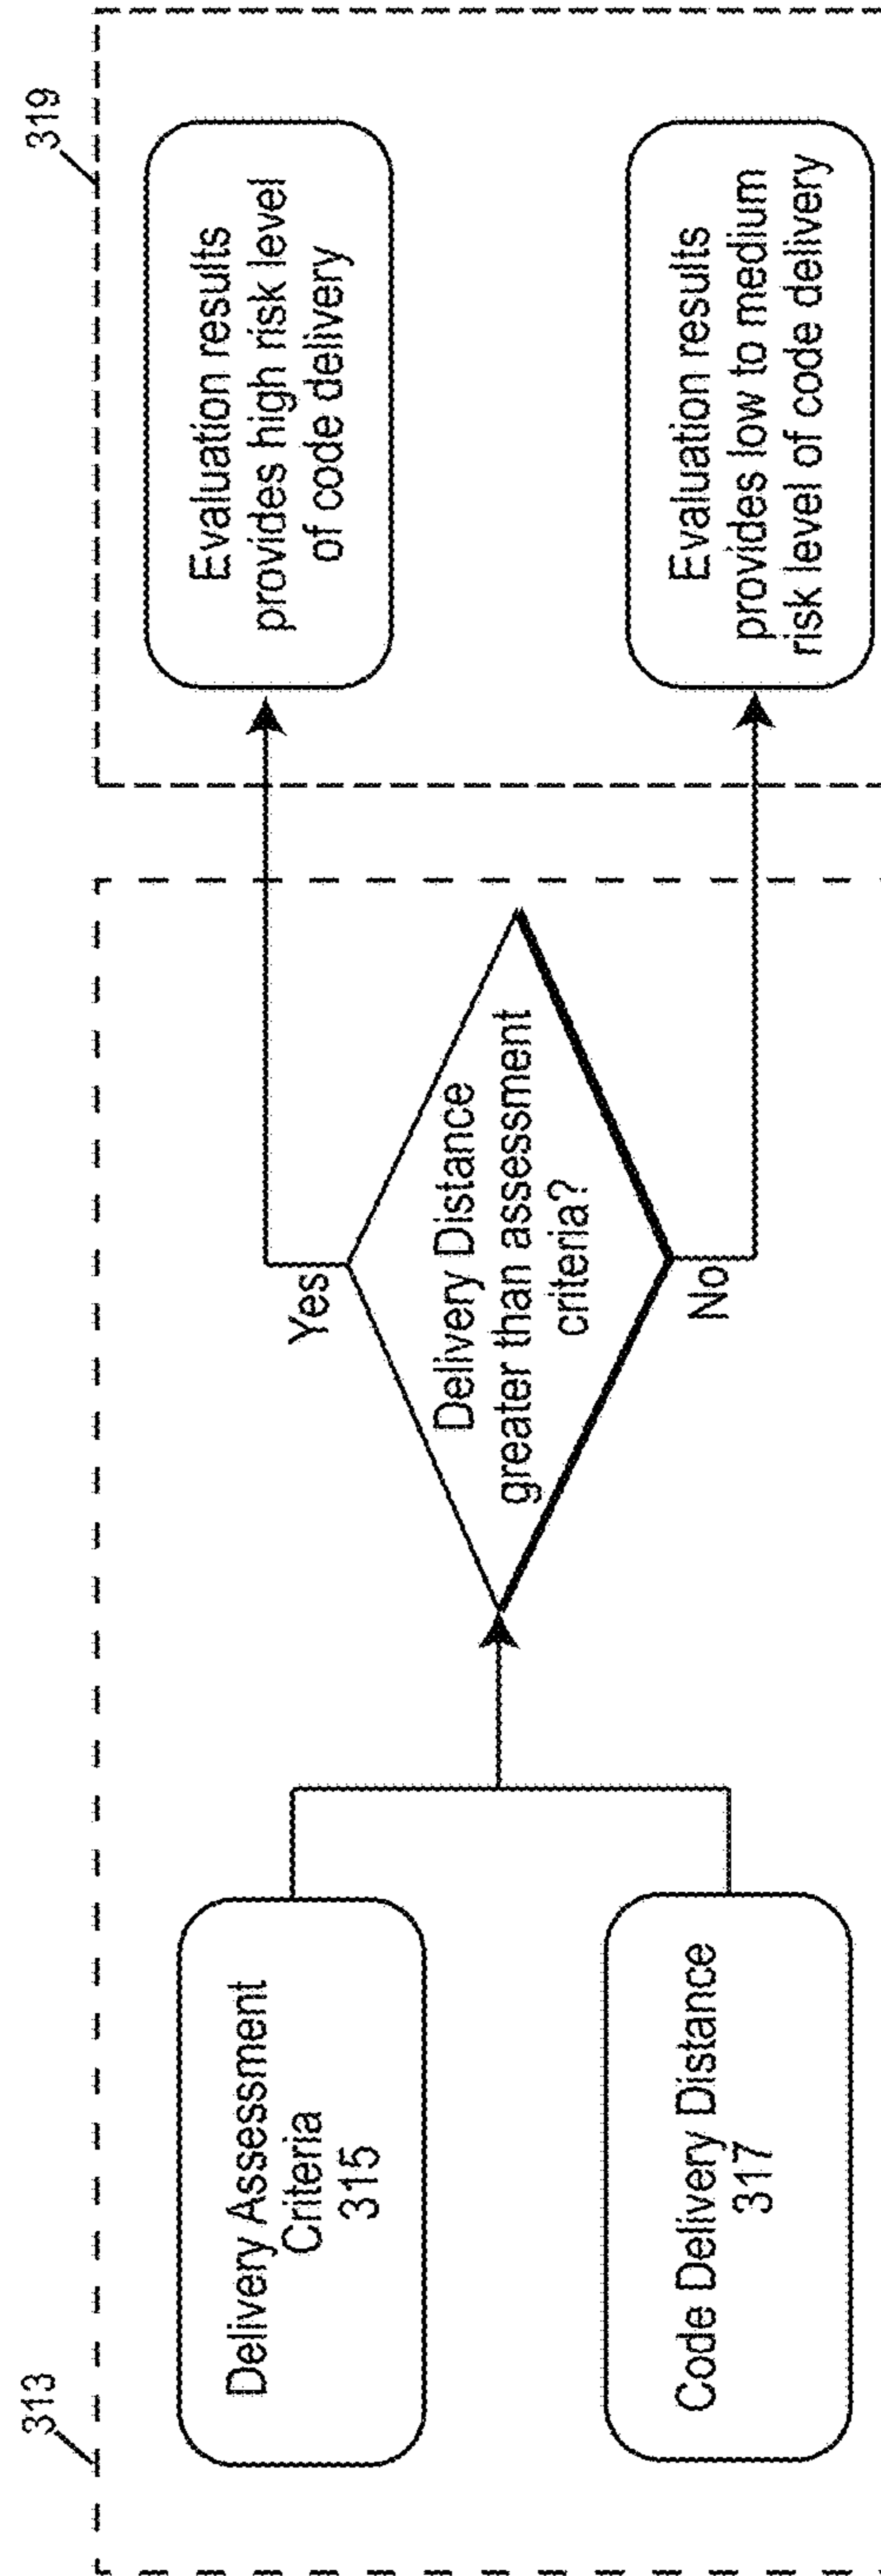 313
319
Delivery Assessment
Criteria
315
Code Delivery Distance
317
Delivery Distance
greater than assessment
criteria?
Yes
No
Evaluation results
provides high risk level
of code delivery
Evaluation results
provides low to medium
risk level of code delivery